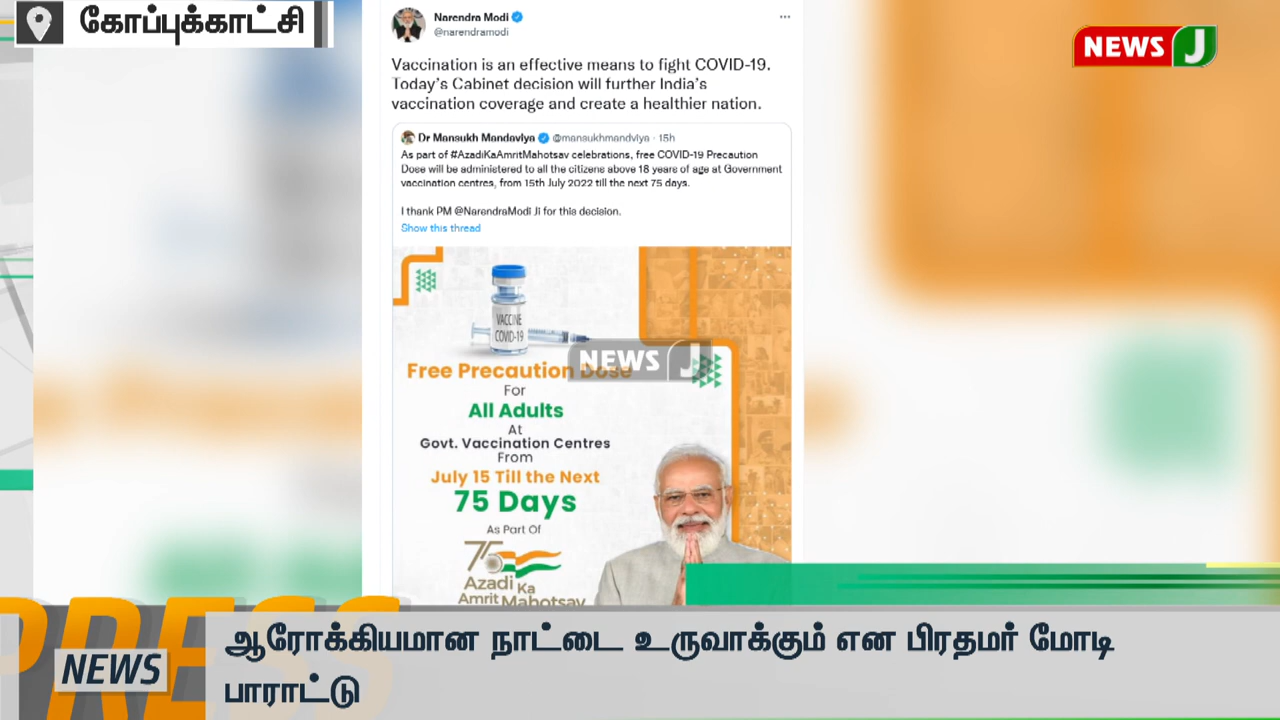 கோப்புக்காட்சி
NEWS J
Narendra Modi
@narendramodi
Vaccination is an effective means to fight COVID-19.
Today's Cabinet decision will further India's
vaccination coverage and create a healthier nation.
Dr Mansukh Mandaviya @mansukhmandviya · 15h
As part of #AzadiKaAmritMahotsav celebrations, free COVID-19 Precaution
Dose will be administered to all the citizens above 18 years of age at Government
vaccination centres, from 15th July 2022 till the next 75 days.
I thank PM @NarendraModi Ji for this decision.
Show this thread
VACCINE
COVID-19
NEWS J
Free Precaution Dose
For
All Adults
At
Govt. Vaccination Centres
From
July 15 Till the Next
75 Days
As Part Of
75
Azadi Ka
Amrit Mahotsav
PRESS
NEWS
ஆரோக்கியமான நாட்டை உருவாக்கும் என பிரதமர் மோடி
பாராட்டு